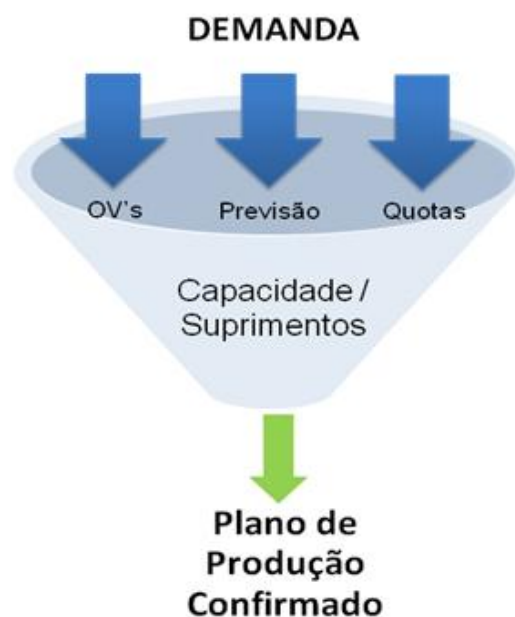 DEMANDA
OV's Previsão Quotas
Capacidade /
Suprimentos
Plano de
Produção
Confirmado